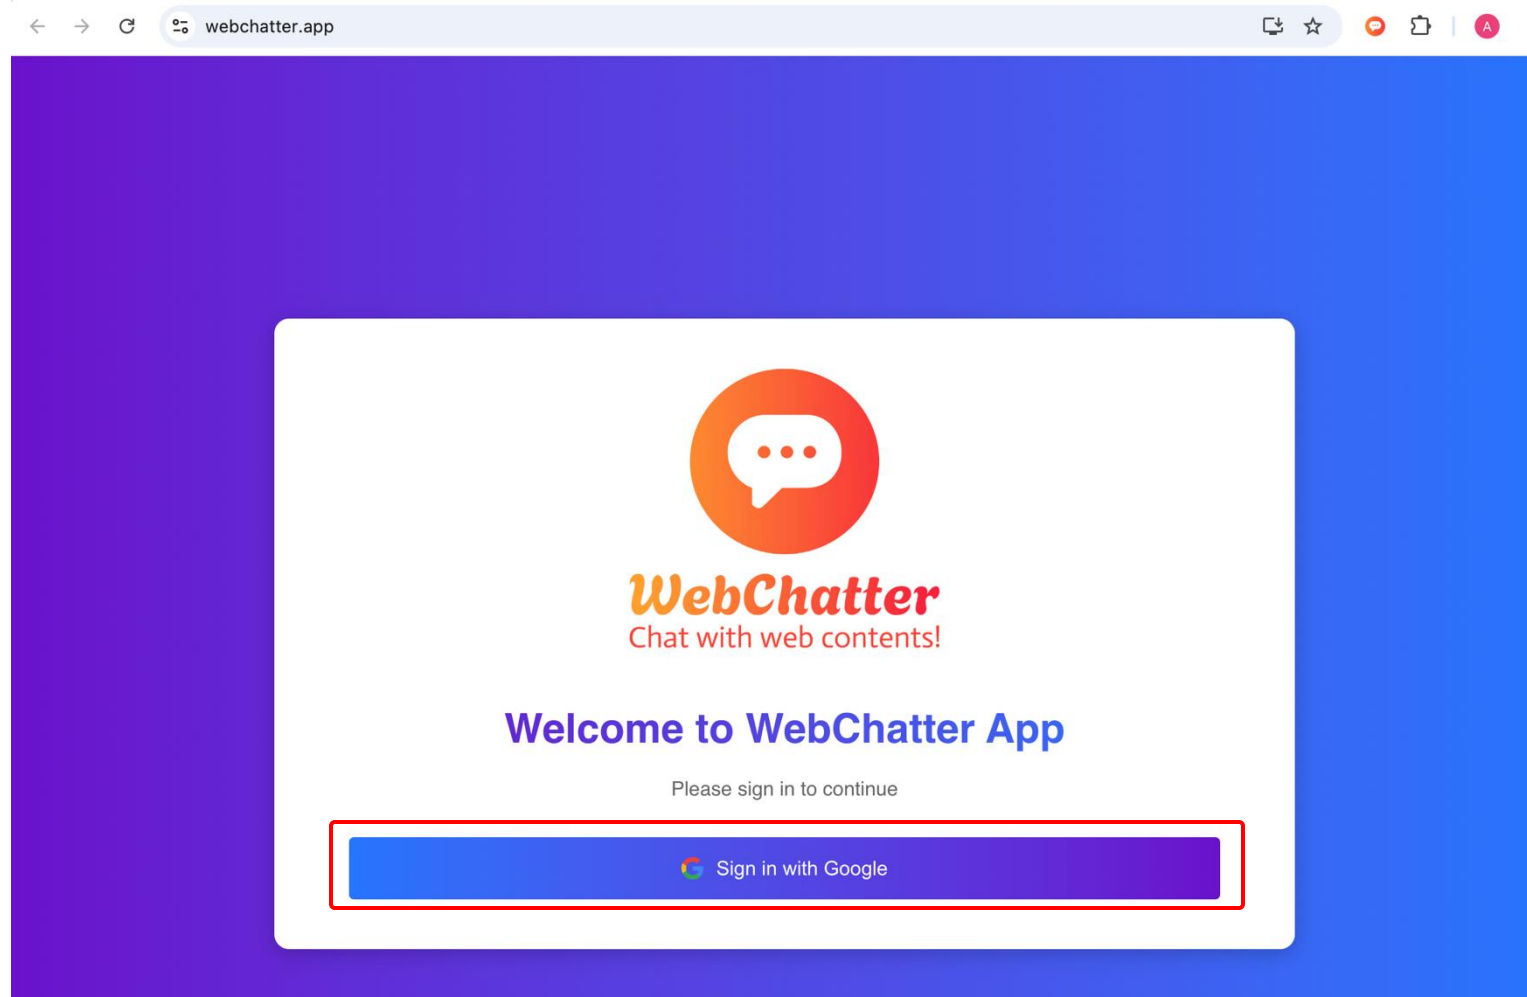 webchatter.app
A
WebChatter
Chat with web contents!
Welcome to WebChatter App
Please sign in to continue
Sign in with Google